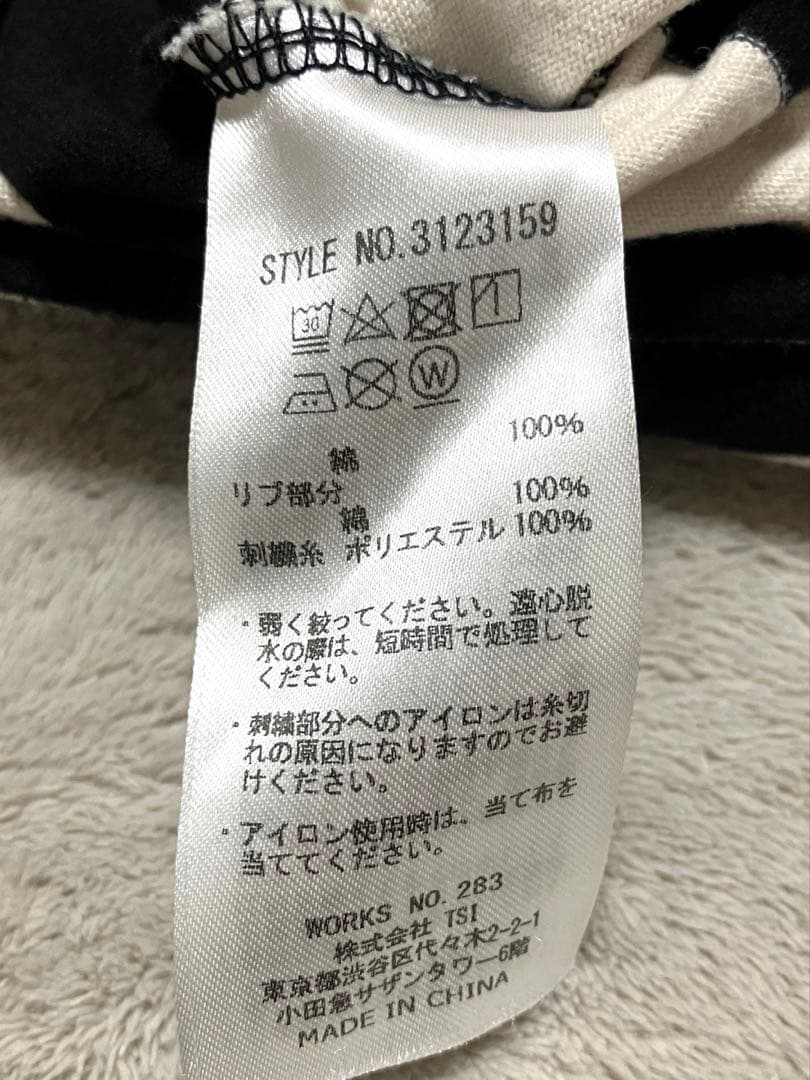 STYLE NO.3123159
30
W
綿 100%
リブ部分
綿 100%
刺繍糸 ポリエステル 100%
・弱く絞ってください。遠心脱
水の際は、短時間で処理して
ください。
・刺繍部分へのアイロンは糸切
れの原因になりますのでお避
けください。
・アイロン使用時は、当て布を
当ててください。
WORKS NO. 283
株式会社 TSI
東京都渋谷区代々木2-2-1
小田急サザンタワー6階
MADE IN CHINA